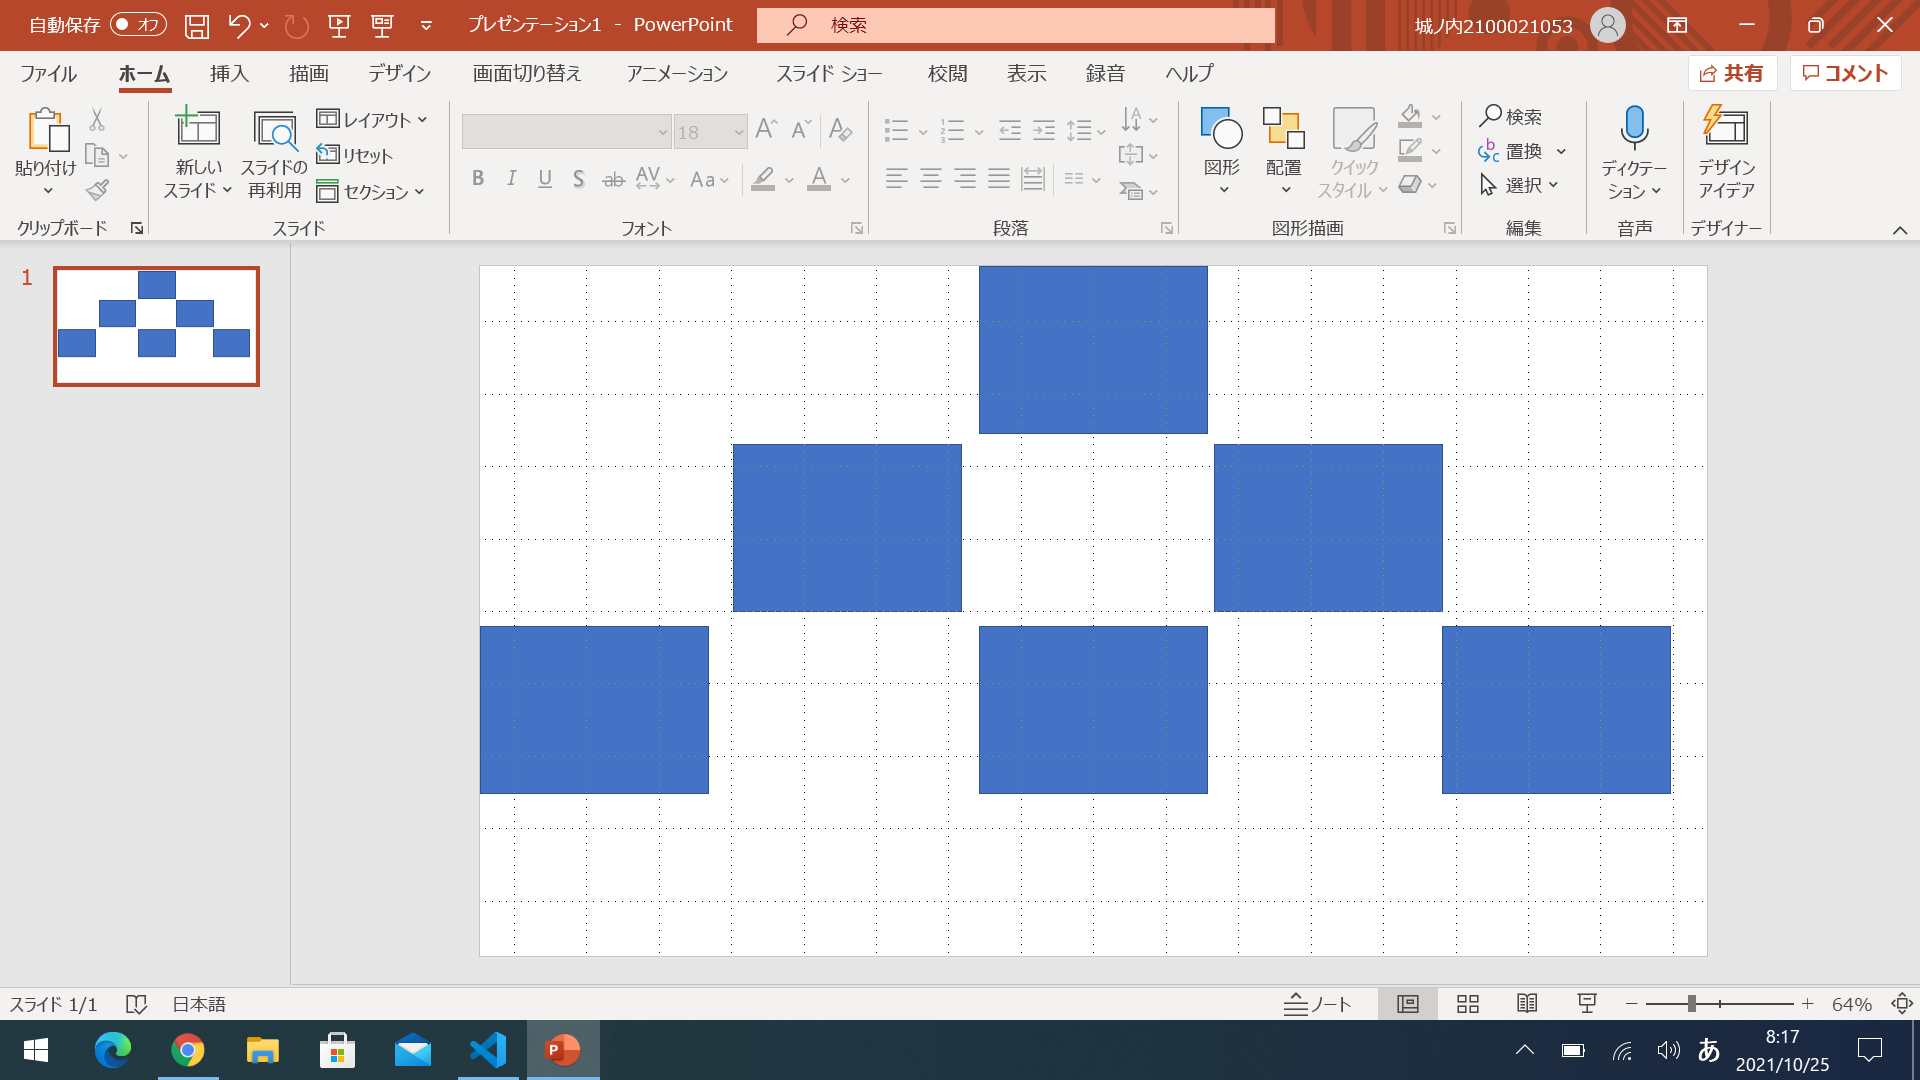 自動保存 オフ プレゼンテーション1 - PowerPoint 検索 城ノ内2100021053
ファイル ホーム 挿入 描画 デザイン 画面切り替え アニメーション スライド ショー 校閲 表示 録音 ヘルプ 共有 コメント
貼り付け
新しい
スライド
スライドの
再利用
レイアウト
リセット
セクション
18
A A A
B I U S ab AV Aa A
図形
配置
クイック
スタイル
検索
置換
選択
ディクテー
ション
デザイン
アイデア
クリップボード スライド フォント 段落 図形描画 編集 音声 デザイナー
1
スライド 1/1 日本語 ノート 64%
あ
8:17
2021/10/25